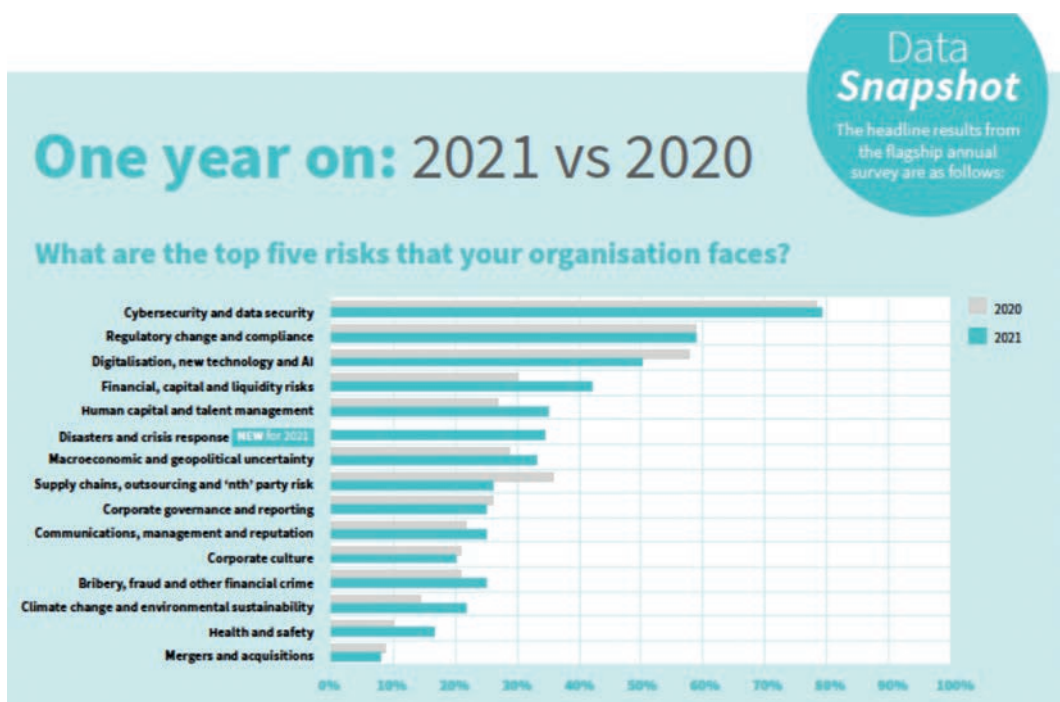 Data
Snapshot
The headline results from
the flagship annual
survey are as follows:
One year on: 2021 vs 2020
What are the top five risks that your organisation faces?
Cybersecurity and data security
Regulatory change and compliance
Digitalisation, new technology and AI
Financial, capital and liquidity risks
Human capital and talent management
Disasters and crisis response NEW for 2021
Macroeconomic and geopolitical uncertainty
Supply chains, outsourcing and ‘nth’ party risk
Corporate governance and reporting
Communications, management and reputation
Corporate culture
Bribery, fraud and other financial crime
Climate change and environmental sustainability
Health and safety
Mergers and acquisitions
0% 10% 20% 30% 40% 50% 60% 70% 80% 90% 100%
2020
2021